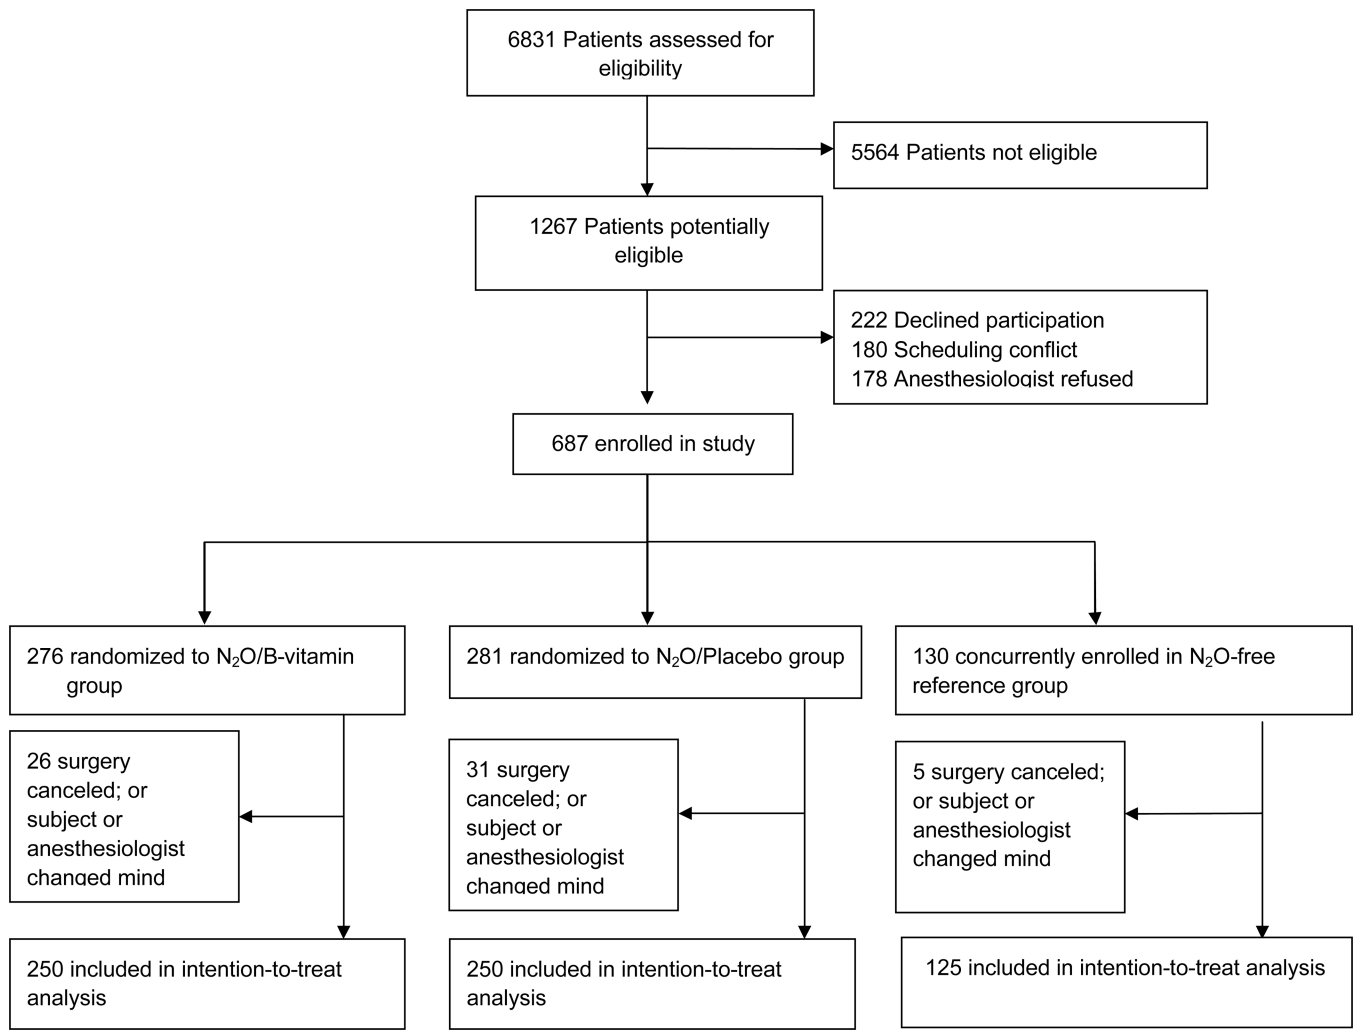 6831 Patients assessed for
eligibility
5564 Patients not eligible
1267 Patients potentially
eligible
222 Declined participation
180 Scheduling conflict
178 Anesthesiologist refused
687 enrolled in study
276 randomized to N₂O/B-vitamin
group
281 randomized to N₂O/Placebo group
130 concurrently enrolled in N₂O-free
reference group
26 surgery
canceled; or
subject or
anesthesiologist
changed mind
31 surgery
canceled; or
subject or
anesthesiologist
changed mind
5 surgery canceled;
or subject or
anesthesiologist
changed mind
250 included in intention-to-treat
analysis
250 included in intention-to-treat
analysis
125 included in intention-to-treat analysis